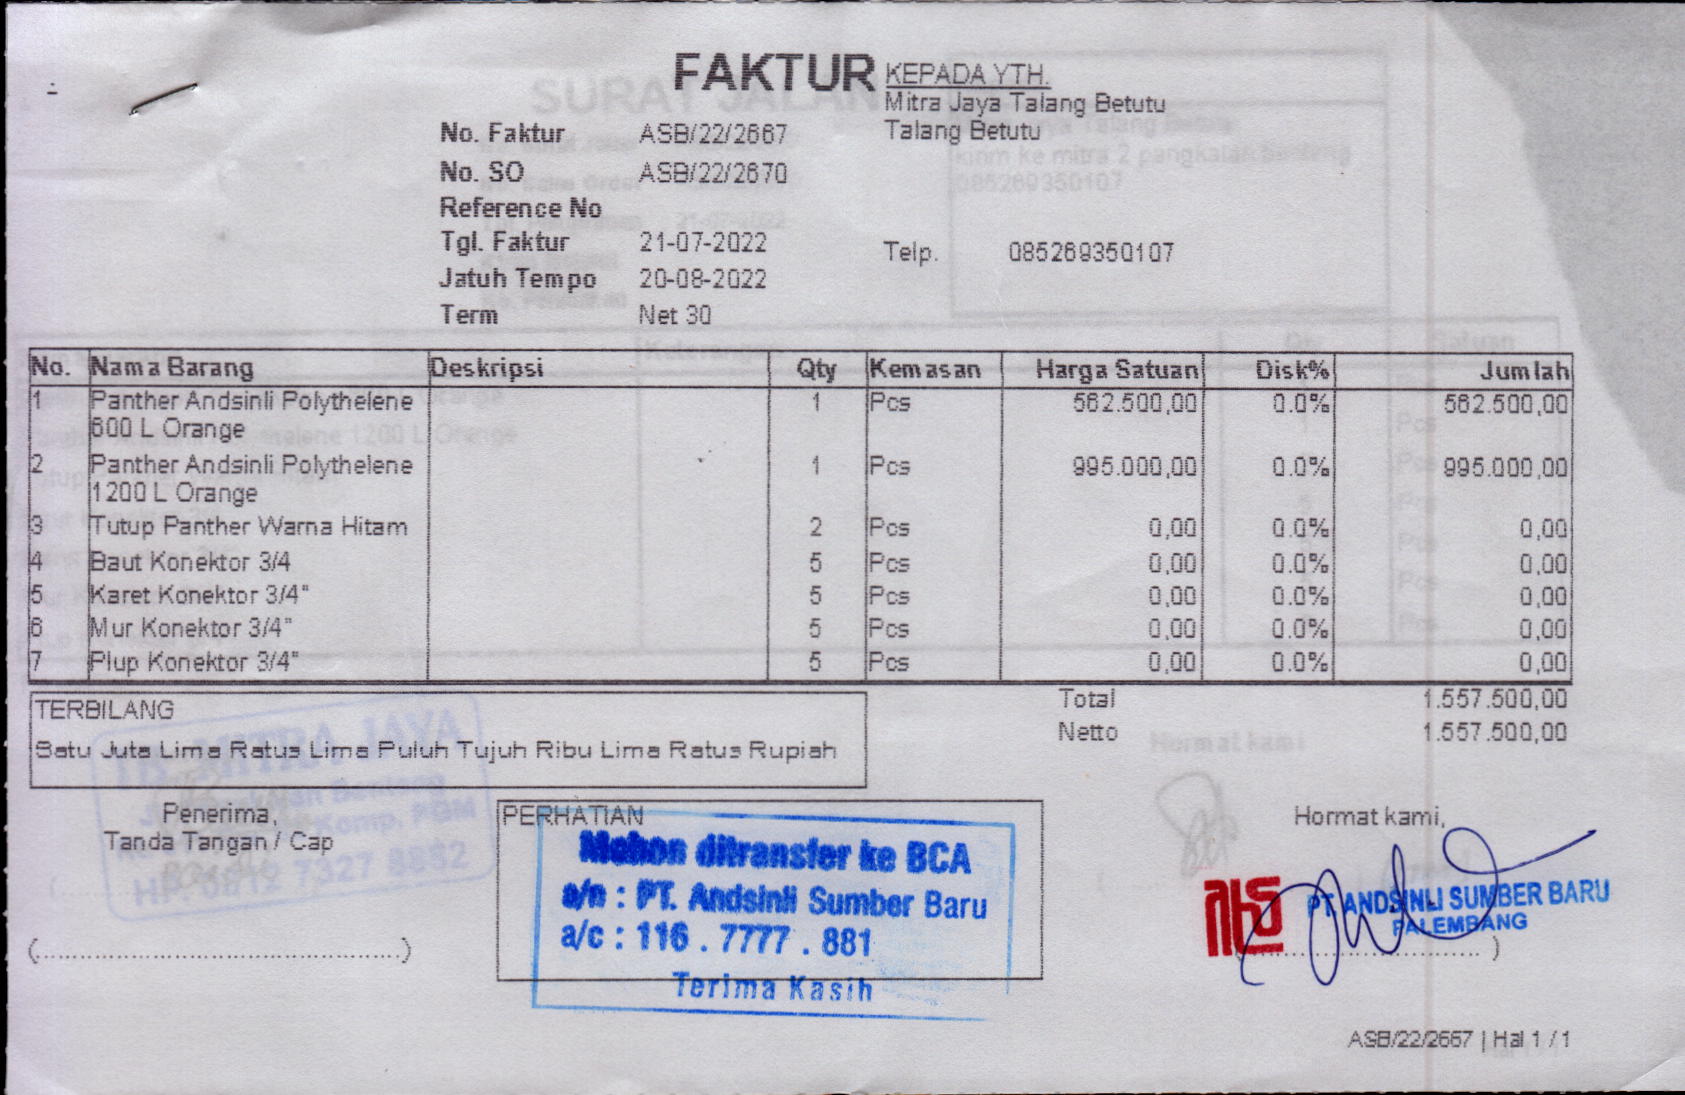 FAKTUR
KEPADA YTH.
Mitra Jaya Talang Betutu
Talang Betutu
No. Faktur ASB/22/2667
No. SO ASB/22/2670
Reference No
Tgl. Faktur 21-07-2022
Telp. 085269350107
Jatuh Tempo 20-08-2022
Term Net 30
No. Nama Barang Deskripsi Qty Kemasan Harga Satuan Disk% Jumlah
1 Panther Andsinli Polythelene 1 Pcs 562.500,00 0.0% 562.500,00
600 L Orange
2 Panther Andsinli Polythelene 1 Pcs 995.000,00 0.0% 995.000,00
1200 L Orange
3 Tutup Panther Warna Hitam 2 Pcs 0,00 0.0% 0,00
4 Baut Konektor 3/4 5 Pcs 0,00 0.0% 0,00
5 Karet Konektor 3/4" 5 Pcs 0,00 0.0% 0,00
6 Mur Konektor 3/4" 5 Pcs 0,00 0.0% 0,00
7 Plup Konektor 3/4" 5 Pcs 0,00 0.0% 0,00
Total 1.557.500,00
Netto 1.557.500,00
TERBILANG
Satu Juta Lima Ratus Lima Puluh Tujuh Ribu Lima Ratus Rupiah
Penerima,
Tanda Tangan / Cap
(....................................................)
PERHATIAN
Mohon ditransfer ke BCA
a/n : PT. Andsinli Sumber Baru
a/c : 116 . 7777 . 881
Terima Kasih
Hormat kami,
PT. ANDSINLI SUMBER BARU
PALEMBANG
ASB/22/2667 | Hal 1 / 1